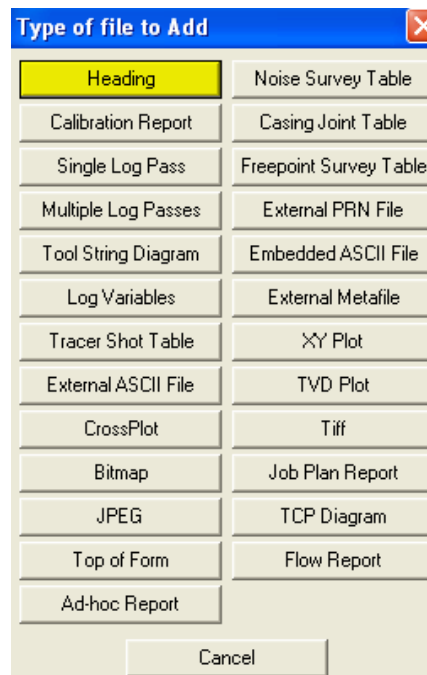 Type of file to Add
Heading
Noise Survey Table
Calibration Report
Casing Joint Table
Single Log Pass
Freepoint Survey Table
Multiple Log Passes
External PRN File
Tool String Diagram
Embedded ASCII File
Log Variables
External Metafile
Tracer Shot Table
XY Plot
External ASCII File
TVD Plot
CrossPlot
Tiff
Bitmap
Job Plan Report
JPEG
TCP Diagram
Top of Form
Flow Report
Ad-hoc Report
Cancel